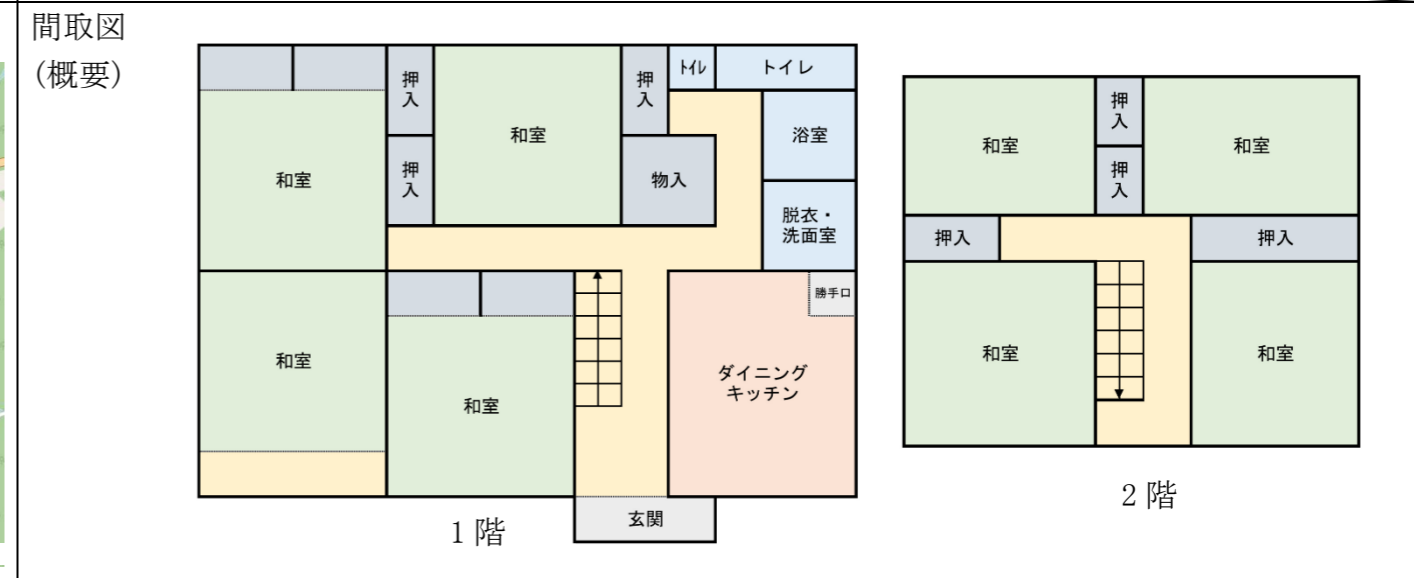 間取図
(概要)
押入
押入
トイレ
トイレ
和室
浴室
和室
押入
物入
脱衣・
洗面室
勝手口
和室
和室
ダイニング
キッチン
玄関
1階
和室
押入
押入
和室
押入
押入
和室
和室
2階